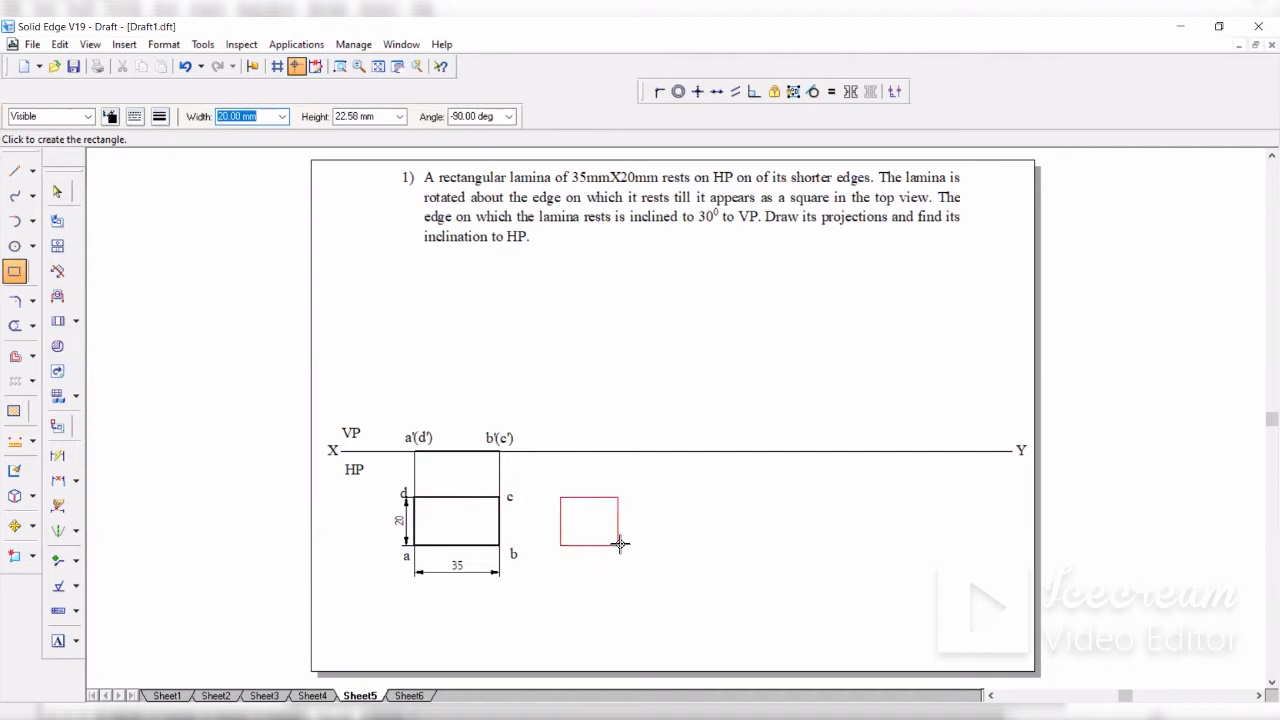 Solid Edge V19 - Draft - [Draft1.dft]
File Edit View Insert Format Tools Inspect Applications Manage Window Help
Visible Width: 20.00 mm Height: 22.58 mm Angle: -90.00 deg
Click to create the rectangle.
1) A rectangular lamina of 35mmX20mm rests on HP on of its shorter edges. The lamina is
rotated about the edge on which it rests till it appears as a square in the top view. The
edge on which the lamina rests is inclined to 30⁰ to VP. Draw its projections and find its
inclination to HP.
VP a'(d') b'(c')
X Y
HP
d c
20
a b
35
Icecream
Video Editor
Sheet1 Sheet2 Sheet3 Sheet4 Sheet5 Sheet6